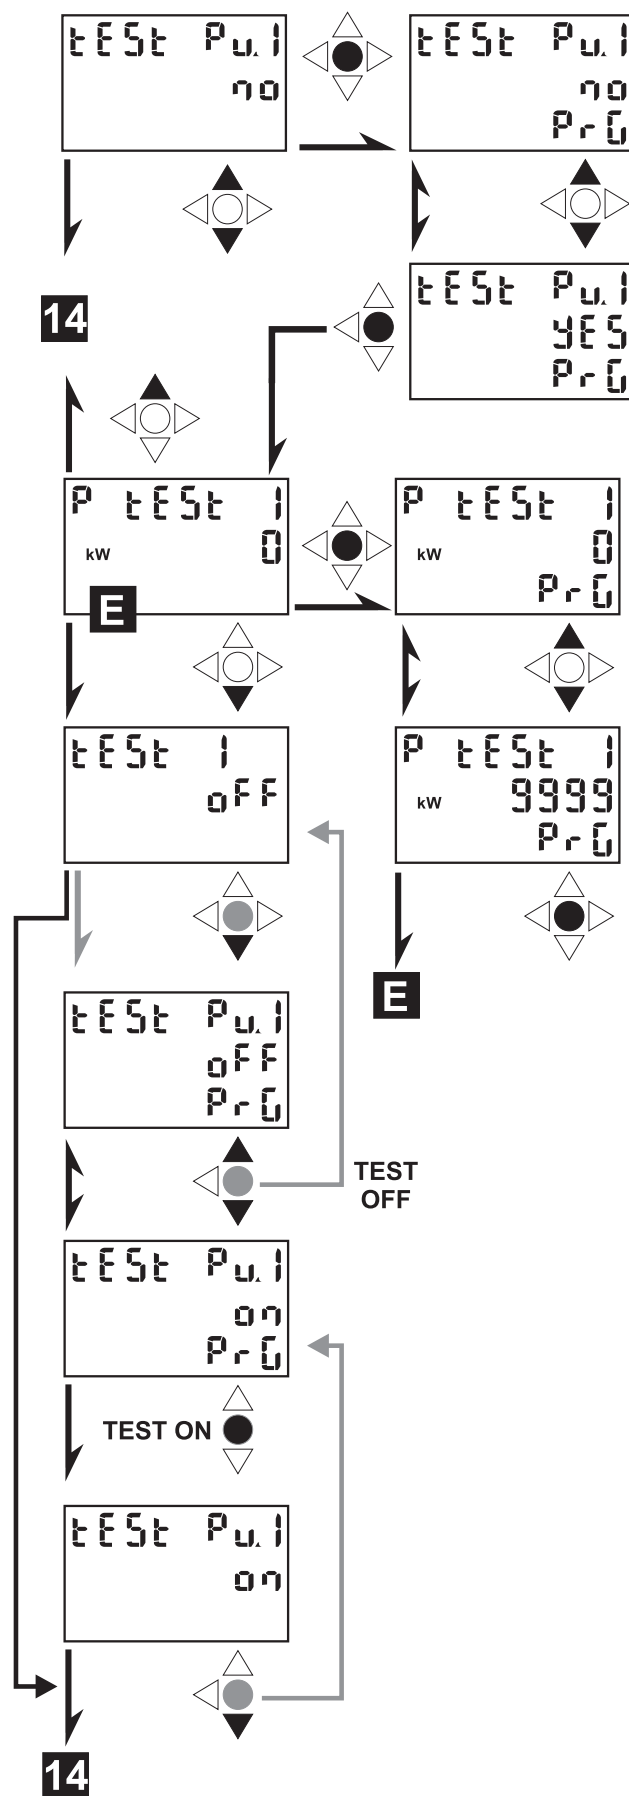 tESt Pu.1
no
tESt Pu.1
no
PrG
14
tESt Pu.1
yES
PrG
P tESt 1
kW 0
E
P tESt 1
kW 0
PrG
tESt 1
oFF
P tESt 1
kW 9999
PrG
E
tESt Pu.1
oFF
PrG
TEST
OFF
tESt Pu.1
on
PrG
TEST ON
tESt Pu.1
on
14